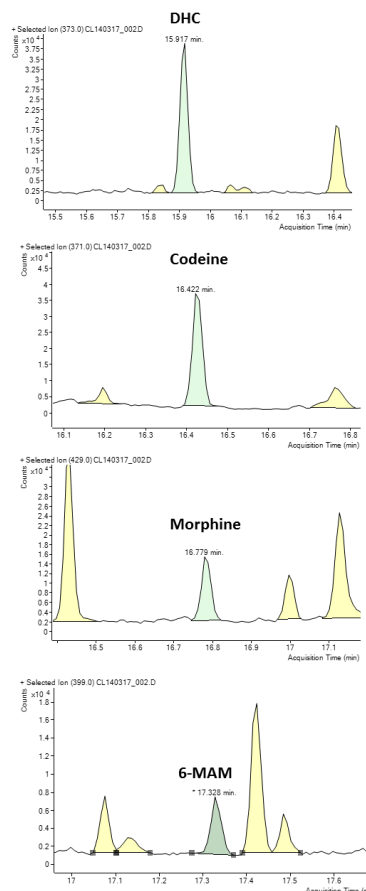 DHC
+ Selected Ion (373.0) CL140317_002.D
Counts x10 4
15.917 min.
3.75
3.5
3.25
3
2.75
2.5
2.25
2
1.75
1.5
1.25
1
0.75
0.5
0.25
0
15.5 15.6 15.7 15.8 15.9 16 16.1 16.2 16.3 16.4
Acquisition Time (min)
+ Selected Ion (371.0) CL140317_002.D
Codeine
Counts x10 4
16.422 min.
4.5
4
3.5
3
2.5
2
1.5
1
0.5
0
16.1 16.2 16.3 16.4 16.5 16.6 16.7 16.8
Acquisition Time (min)
+ Selected Ion (429.0) CL140317_002.D
Counts x10 4
Morphine
16.779 min.
3.4
3.2
3
2.8
2.6
2.4
2.2
2
1.8
1.6
1.4
1.2
1
0.8
0.6
0.4
0.2
0
16.5 16.6 16.7 16.8 16.9 17 17.1
Acquisition Time (min)
+ Selected Ion (399.0) CL140317_002.D
Counts x10 4
6-MAM
* 17.328 min.
1.8
1.6
1.4
1.2
1
0.8
0.6
0.4
0.2
0
17 17.1 17.2 17.3 17.4 17.5 17.6